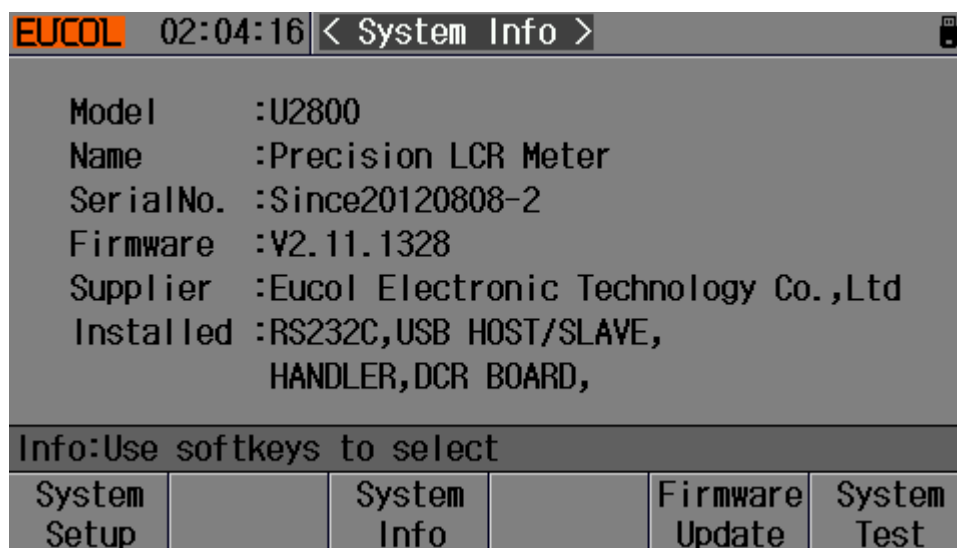 EUCOL 02:04:16 < System Info >
Model :U2800
Name :Precision LCR Meter
SerialNo. :Since20120808-2
Firmware :V2.11.1328
Supplier :Eucol Electronic Technology Co.,Ltd
Installed :RS232C,USB HOST/SLAVE,
HANDLER,DCR BOARD,
Info:Use softkeys to select
System Setup
System Info
Firmware Update
System Test